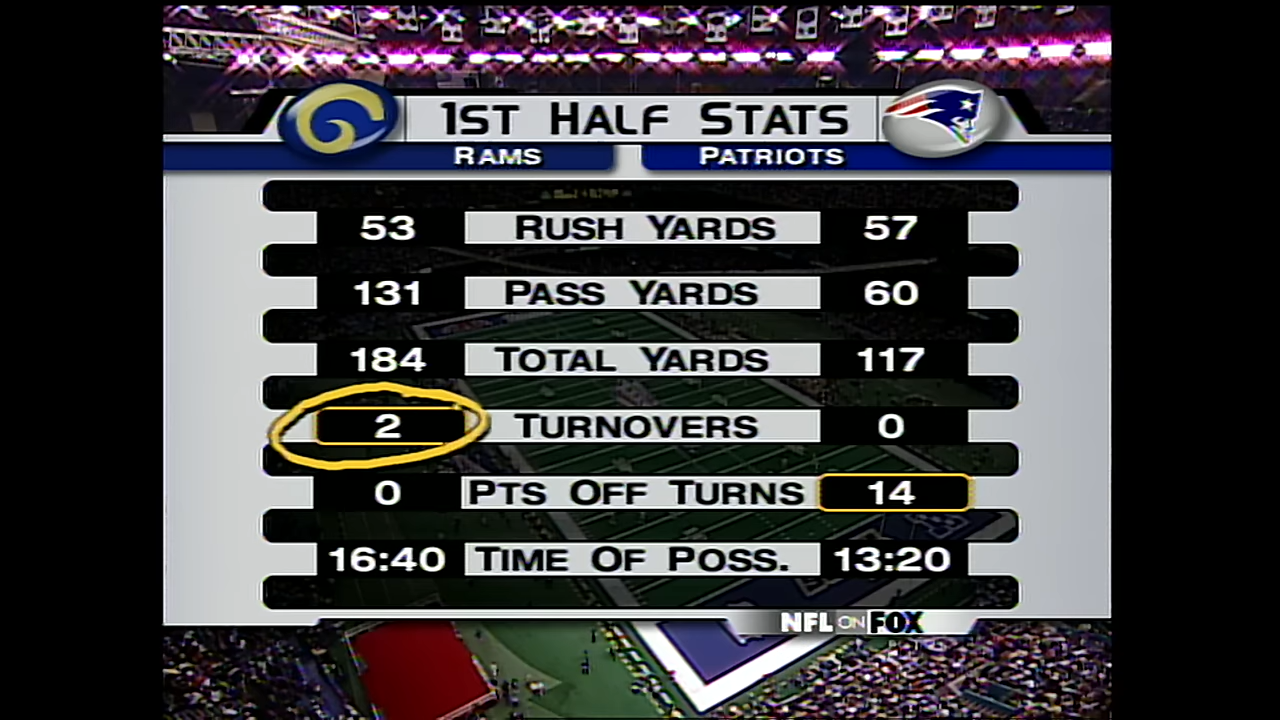 1ST HALF STATS
RAMS PATRIOTS
53 RUSH YARDS 57
131 PASS YARDS 60
184 TOTAL YARDS 117
2 TURNOVERS 0
0 PTS OFF TURNS 14
16:40 TIME OF POSS. 13:20
NFL ON FOX